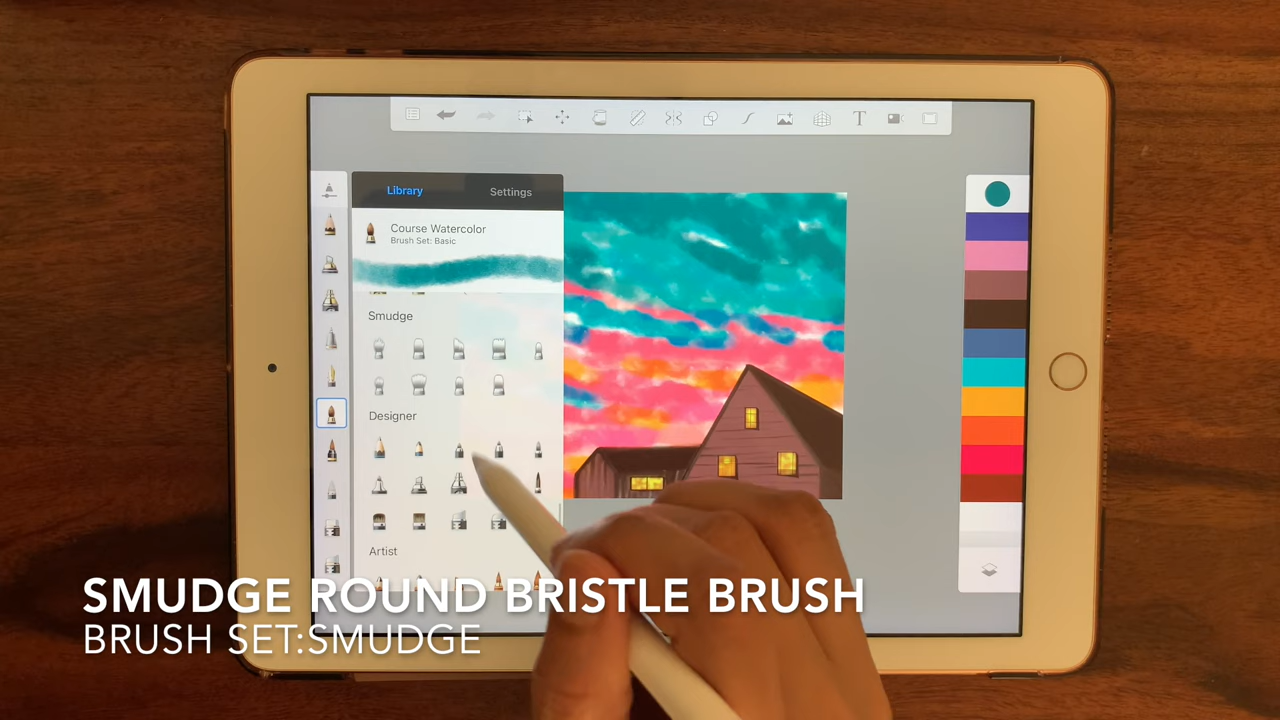 T
Library Settings
Course Watercolor
Brush Set: Basic
Smudge
Designer
Artist
SMUDGE ROUND BRISTLE BRUSH
BRUSH SET:SMUDGE